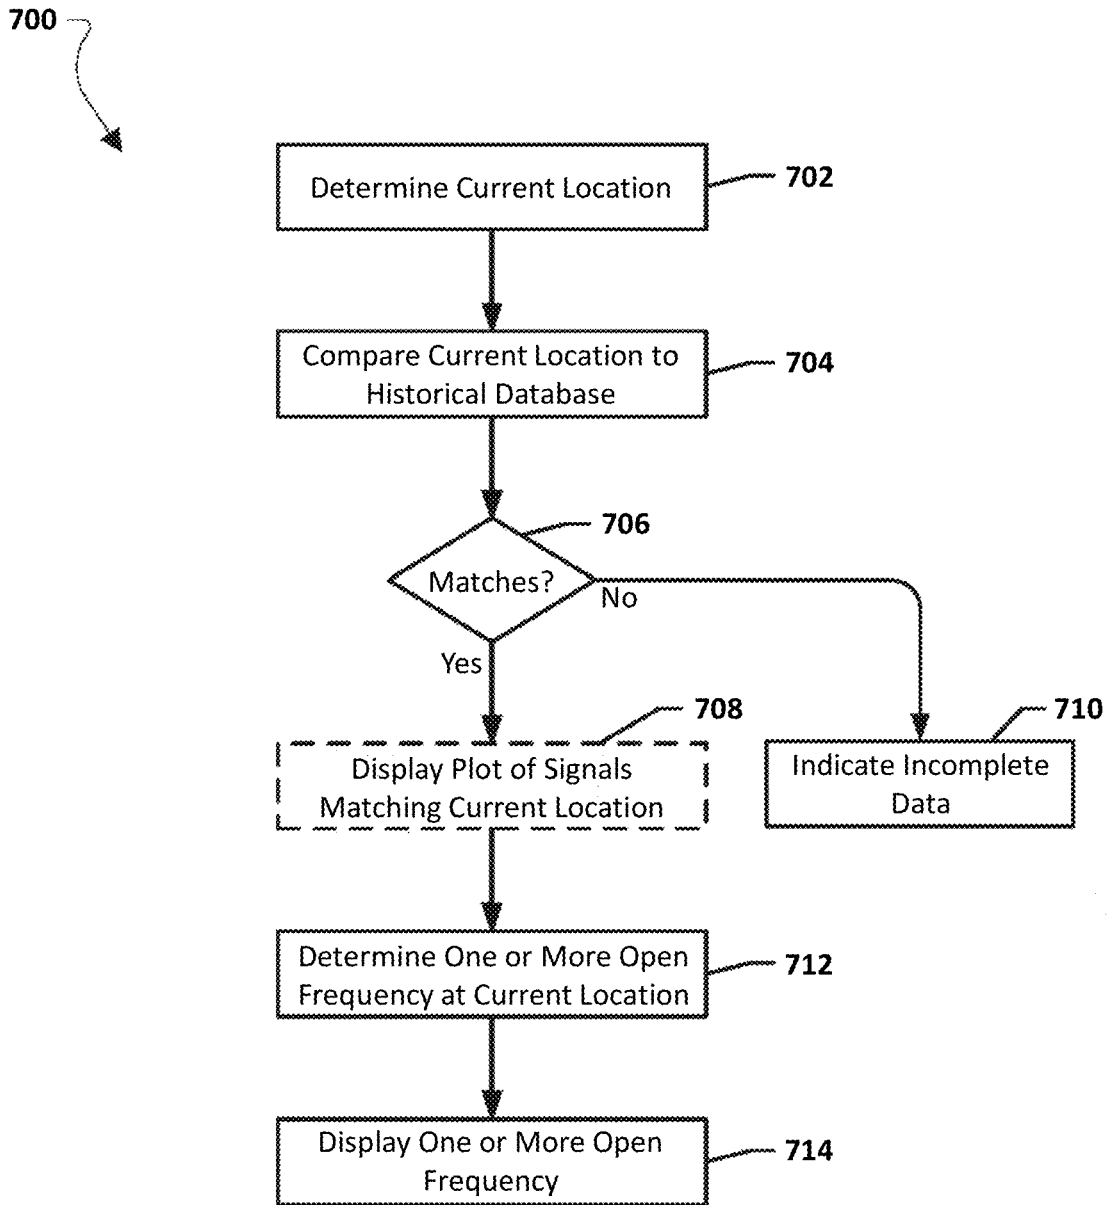 700
Determine Current Location
702
Compare Current Location to
Historical Database
704
706
Matches?
No
Yes
708
Display Plot of Signals
Matching Current Location
710
Indicate Incomplete
Data
Determine One or More Open
Frequency at Current Location
712
Display One or More Open
Frequency
714